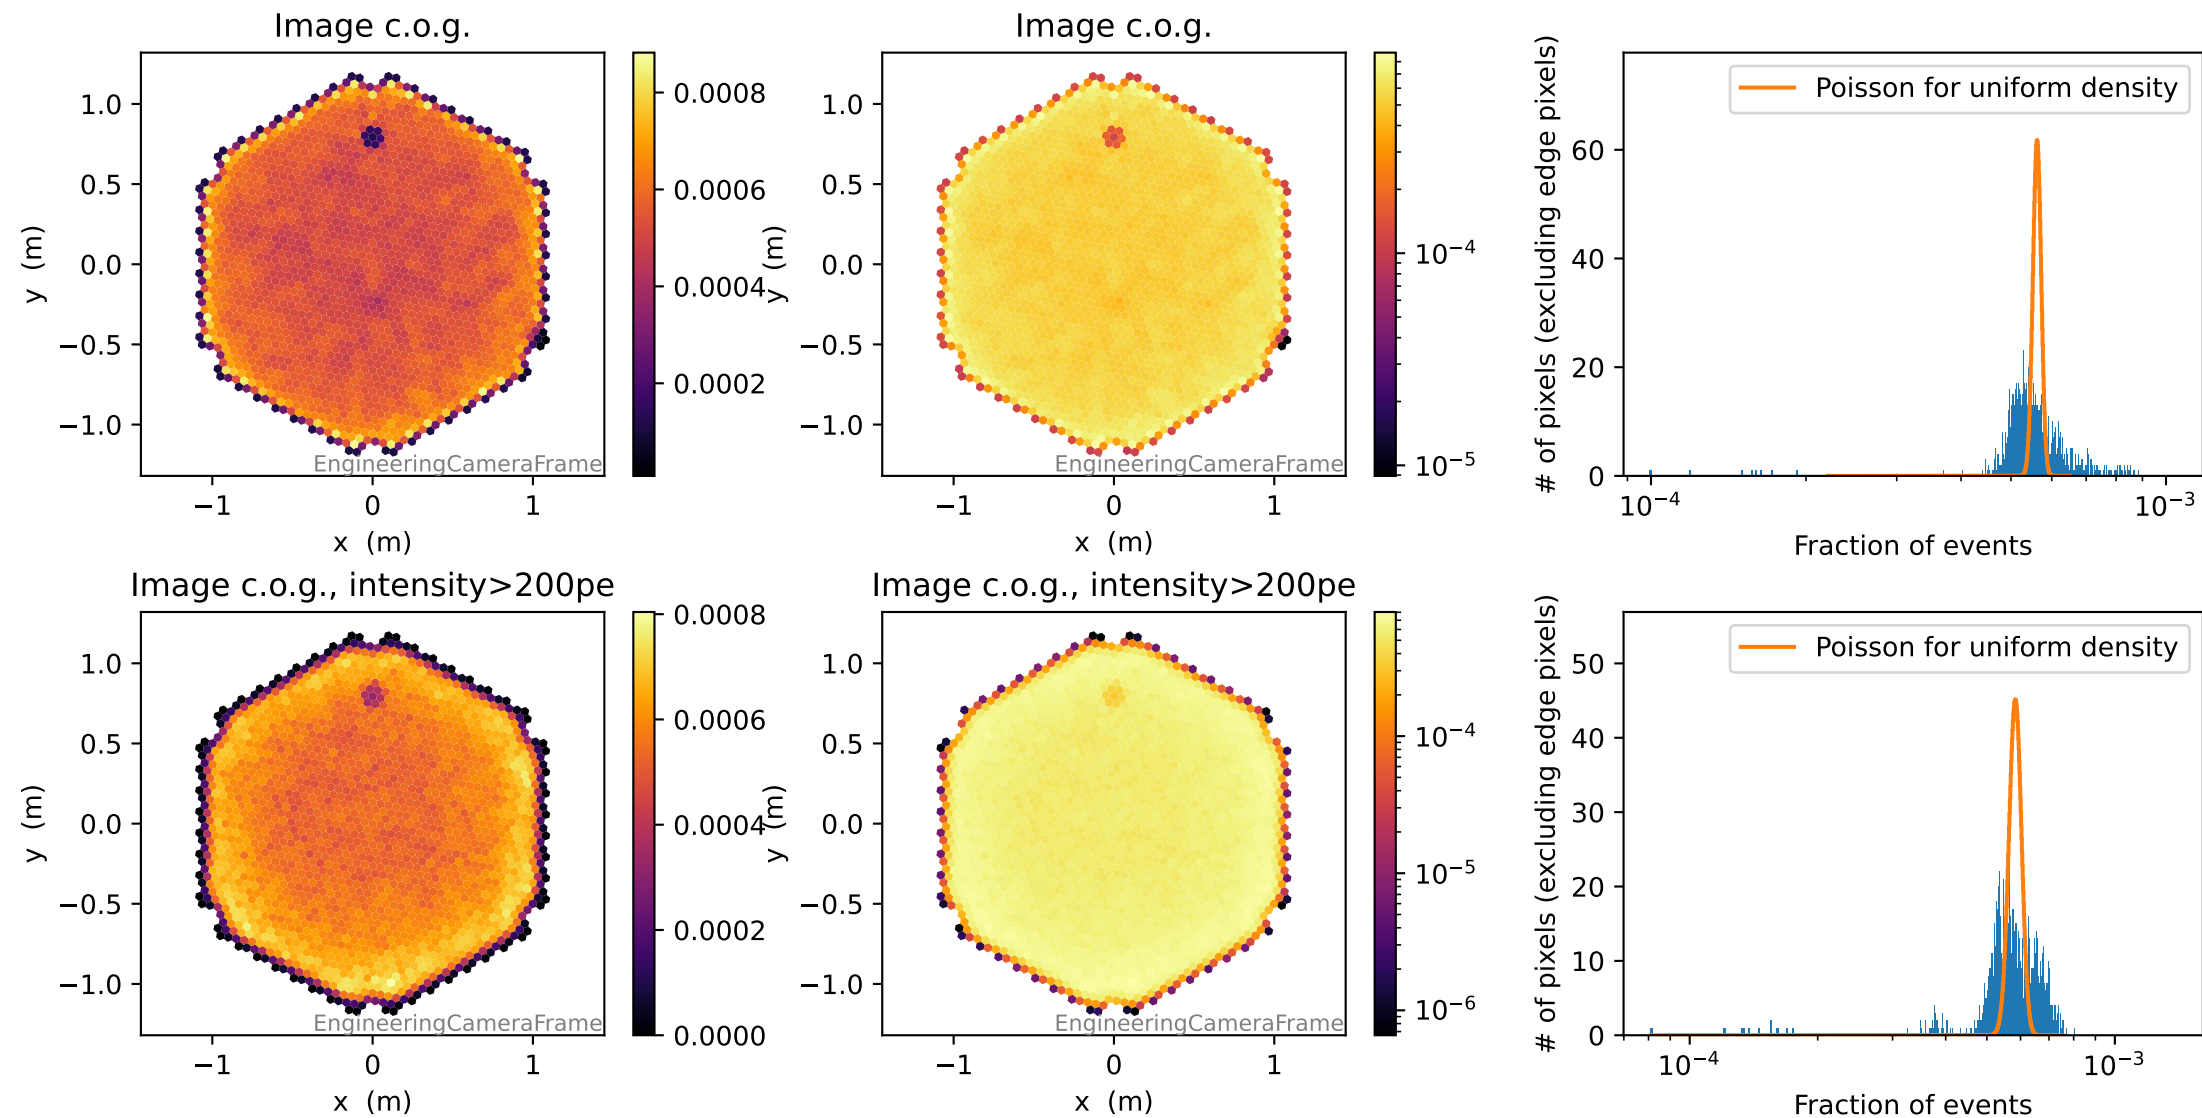 Image c.o.g.
y (m)
1.0
0.5
0.0
−0.5
−1.0
−1
0
1
x (m)
EngineeringCameraFrame
0.0008
0.0006
0.0004
0.0002
Image c.o.g.
y (m)
1.0
0.5
0.0
−0.5
−1.0
−1
0
1
x (m)
EngineeringCameraFrame
10⁻⁴
10⁻⁵
# of pixels (excluding edge pixels)
Poisson for uniform density
60
40
20
0
10⁻⁴
10⁻³
Fraction of events
Image c.o.g., intensity>200pe
y (m)
1.0
0.5
0.0
−0.5
−1.0
−1
0
1
x (m)
EngineeringCameraFrame
0.0008
0.0006
0.0004
0.0002
0.0000
Image c.o.g., intensity>200pe
y (m)
1.0
0.5
0.0
−0.5
−1.0
−1
0
1
x (m)
EngineeringCameraFrame
10⁻⁴
10⁻⁵
10⁻⁶
# of pixels (excluding edge pixels)
Poisson for uniform density
50
40
30
20
10
0
10⁻⁴
10⁻³
Fraction of events